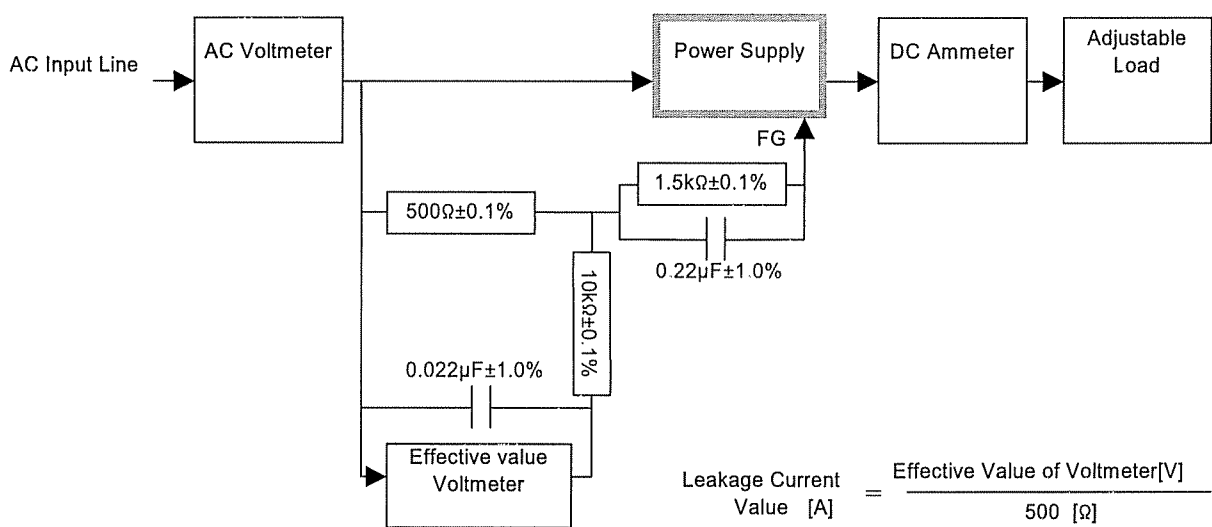 AC Input Line
AC Voltmeter
Power Supply
DC Ammeter
Adjustable
Load
FG
1.5kΩ±0.1%
500Ω±0.1%
0.22µF±1.0%
10kΩ±0.1%
0.022µF±1.0%
Effective value
Voltmeter
Leakage Current
Value [A]
=
Effective Value of Voltmeter[V]
500 [Ω]